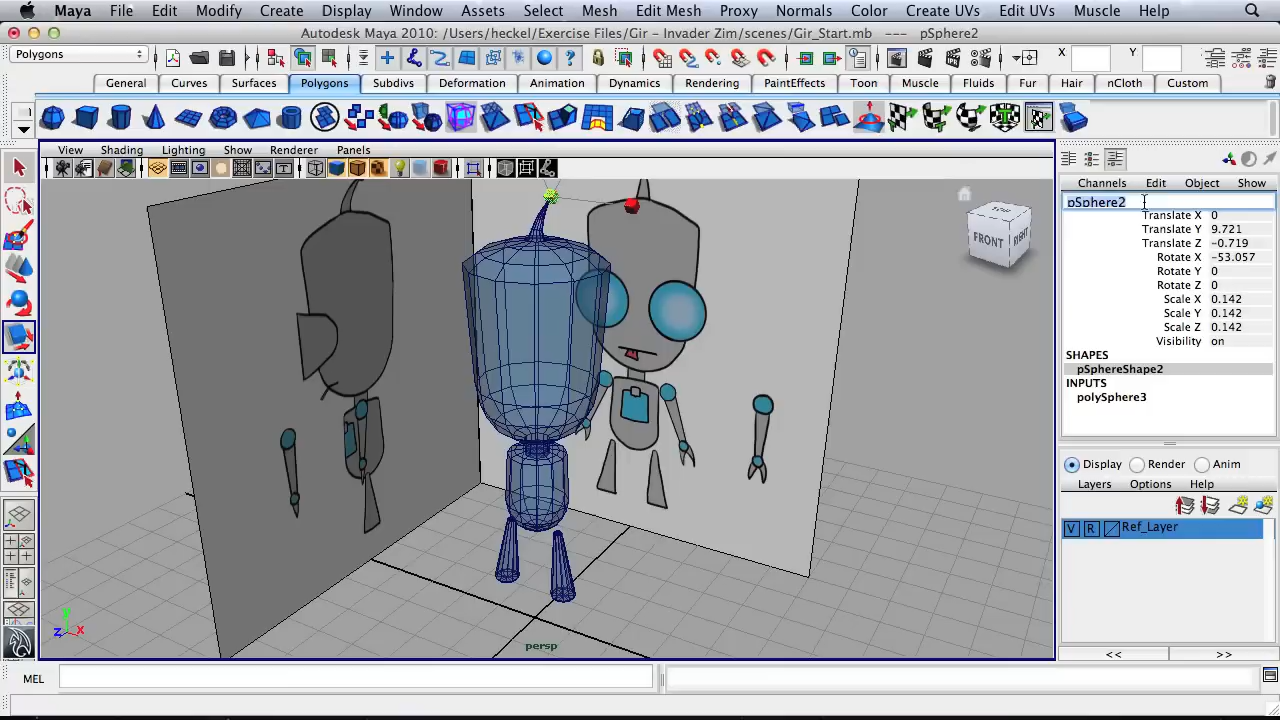 Maya File Edit Modify Create Display Window Assets Select Mesh Edit Mesh Proxy Normals Color Create UVs Edit UVs Muscle Help
Autodesk Maya 2010: /Users/heckel/Exercise Files/Gir - Invader Zim/scenes/Gir_Start.mb --- pSphere2
Polygons X Y
General Curves Surfaces Polygons Subdivs Deformation Animation Dynamics Rendering PaintEffects Toon Muscle Fluids Fur Hair nCloth Custom
View Shading Lighting Show Renderer Panels
Channels Edit Object Show
pSphere2
Translate X 0
Translate Y 9.721
Translate Z -0.719
Rotate X -53.057
Rotate Y 0
Rotate Z 0
Scale X 0.142
Scale Y 0.142
Scale Z 0.142
Visibility on
SHAPES
pSphereShape2
INPUTS
polySphere3
TOP
FRONT
RIGHT
Display Render Anim
Layers Options Help
V R Ref_Layer
y
z x
persp
<< >>
MEL